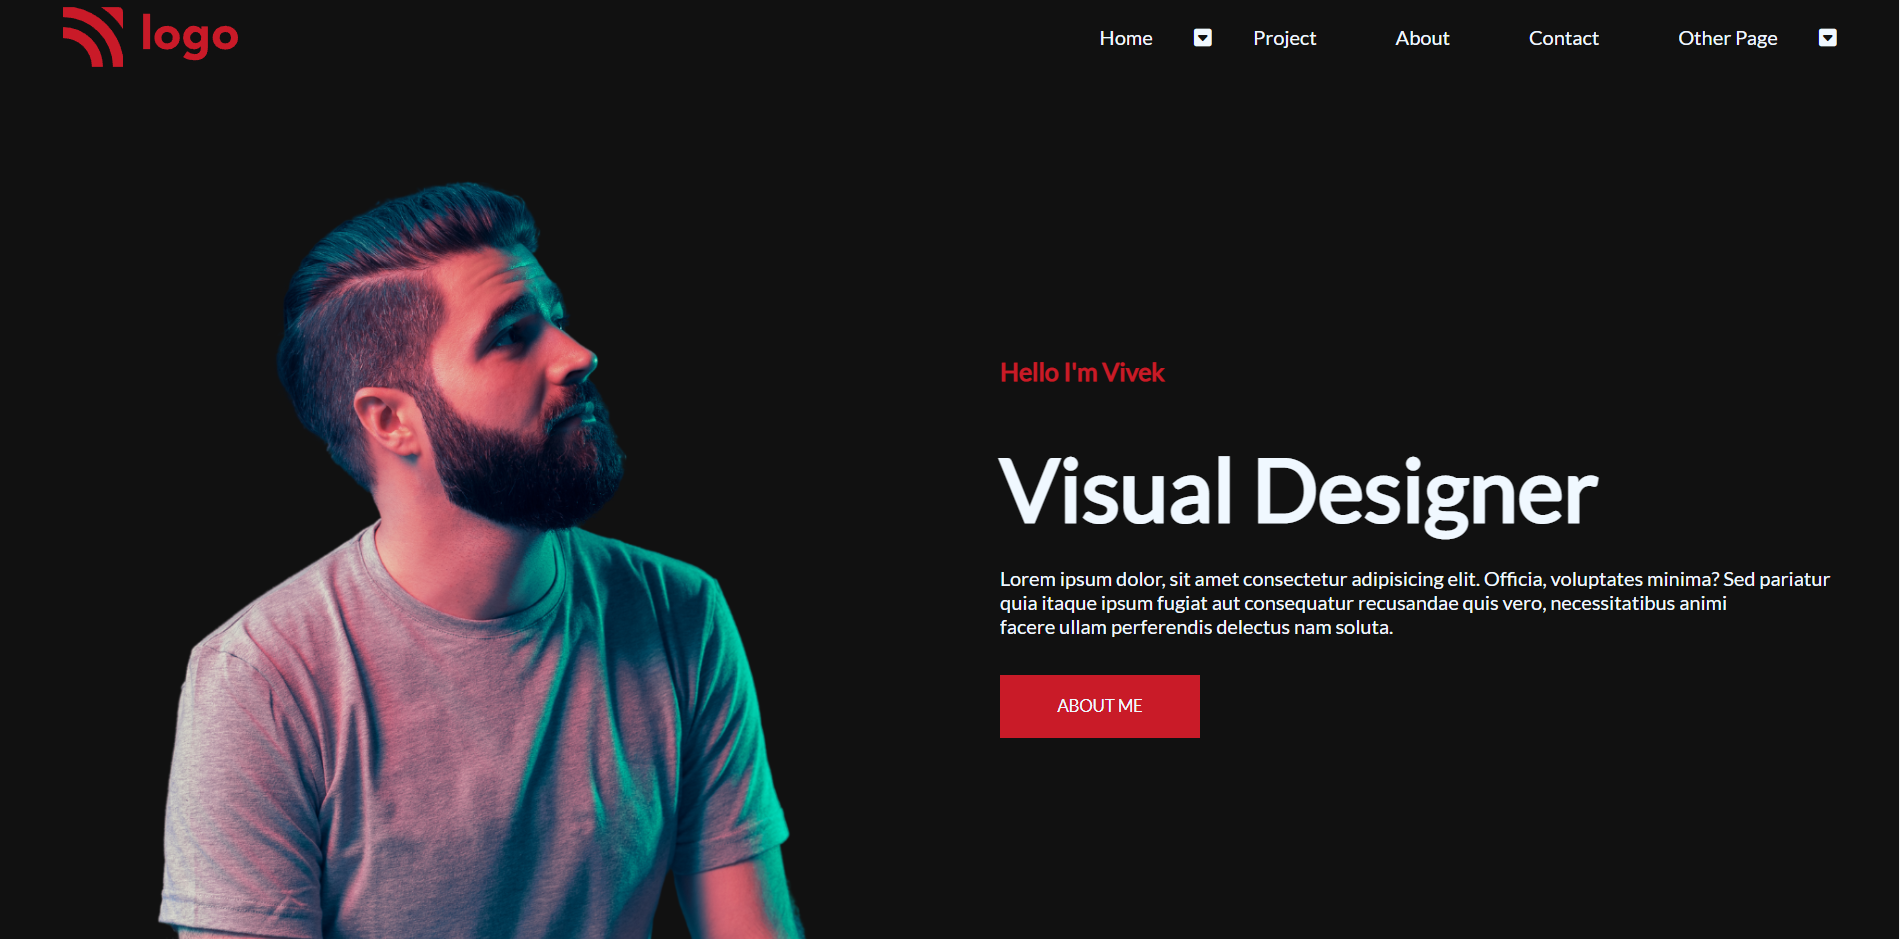 logo
Home
Project
About
Contact
Other Page
Hello I'm Vivek
Visual Designer
Lorem ipsum dolor, sit amet consectetur adipisicing elit. Officia, voluptates minima? Sed pariatur
quia itaque ipsum fugiat aut consequatur recusandae quis vero, necessitatibus animi
facere ullam perferendis delectus nam soluta.
ABOUT ME